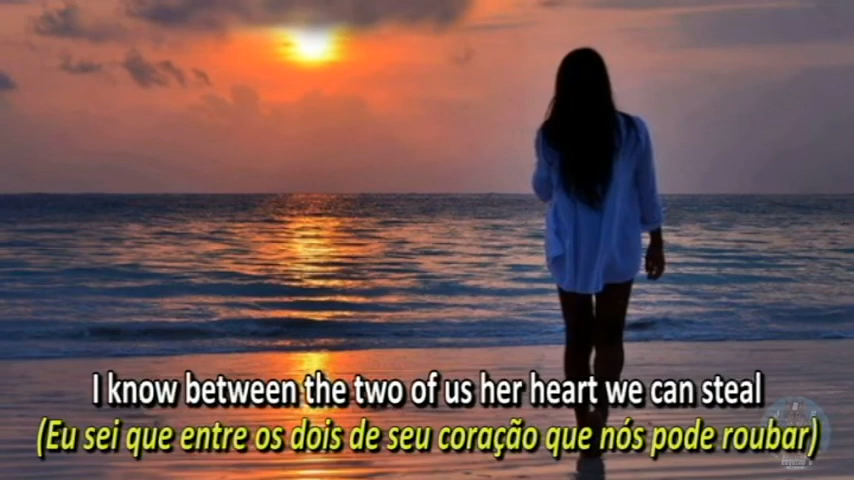 I know between the two of us her heart we can steal
(Eu sei que entre os dois de seu coração que nós pode roubar)